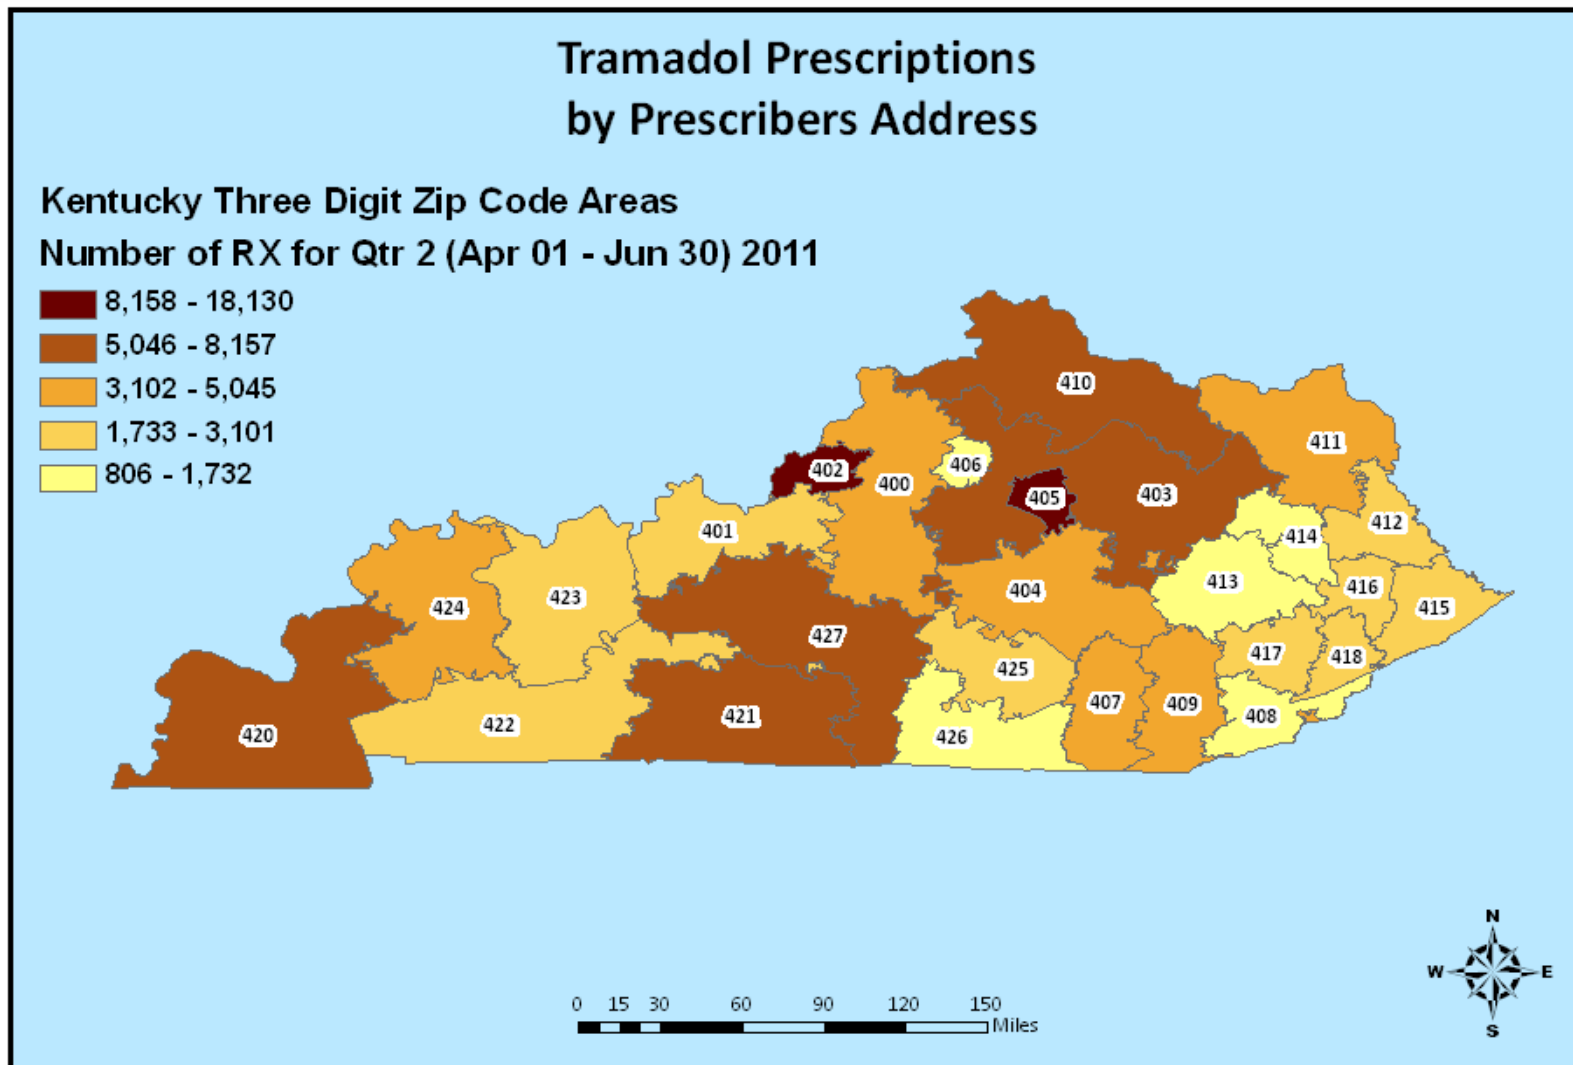 Tramadol Prescriptions
by Prescribers Address
Kentucky Three Digit Zip Code Areas
Number of RX for Qtr 2 (Apr 01 - Jun 30) 2011
8,158 - 18,130
5,046 - 8,157
3,102 - 5,045
1,733 - 3,101
806 - 1,732
410
411
402
406
400
405
403
412
401
414
413
404
416
415
424
423
427
417
418
425
407
409
408
420
422
421
426
N
W E
S
0 15 30 60 90 120 150
Miles